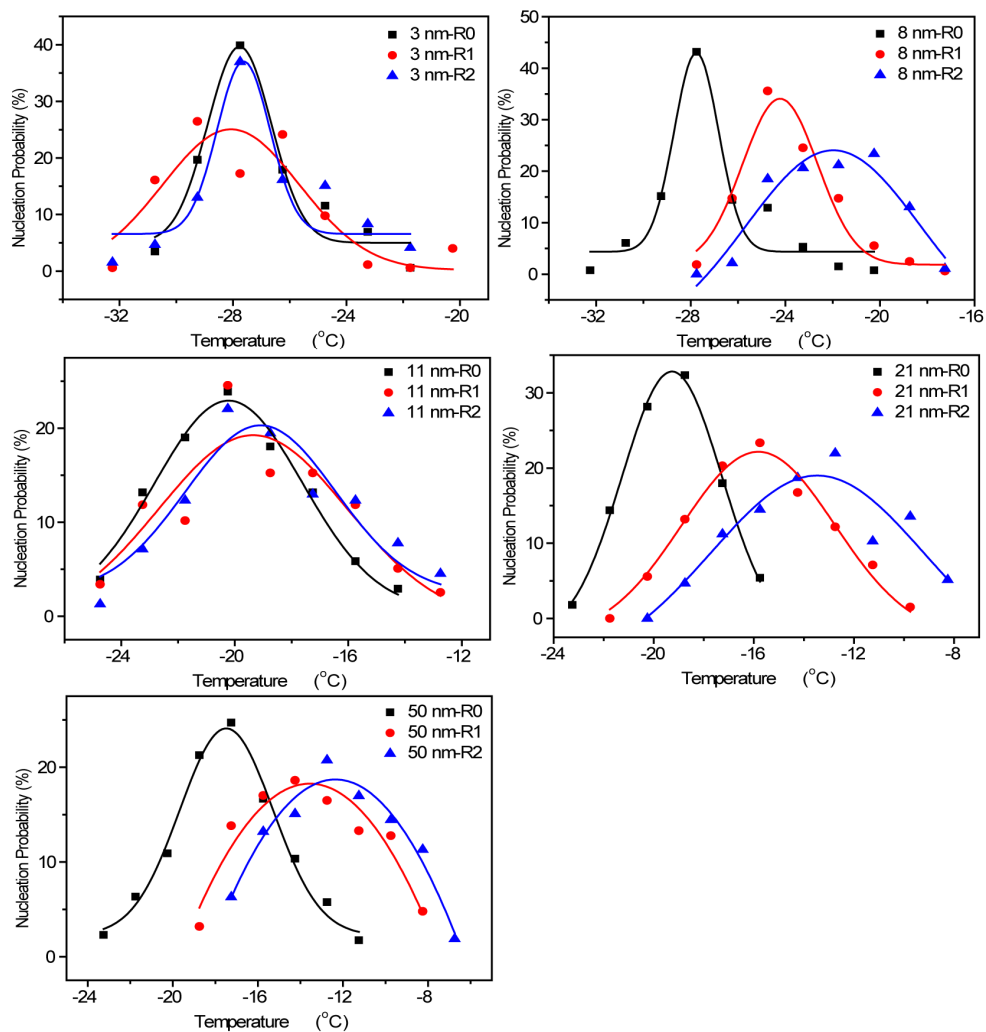 3 nm-R0
3 nm-R1
3 nm-R2
Nucleation Probability (%)
40
30
20
10
0
-32
-28
-24
-20
Temperature (°C)
8 nm-R0
8 nm-R1
8 nm-R2
Nucleation Probability (%)
50
40
30
20
10
0
-32
-28
-24
-20
-16
Temperature (°C)
11 nm-R0
11 nm-R1
11 nm-R2
Nucleation Probability (%)
20
10
0
-24
-20
-16
-12
Temperature (°C)
21 nm-R0
21 nm-R1
21 nm-R2
Nucleation Probability (%)
30
20
10
0
-24
-20
-16
-12
-8
Temperature (°C)
50 nm-R0
50 nm-R1
50 nm-R2
Nucleation Probability (%)
20
10
0
-24
-20
-16
-12
-8
Temperature (°C)